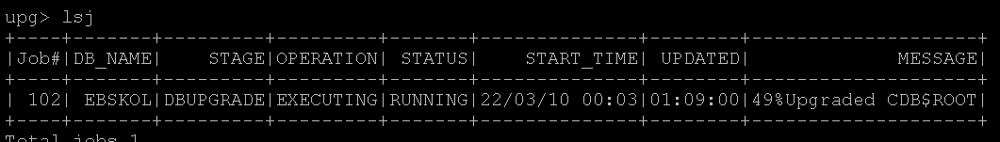 upg> lsj
+----+-------+---------+---------+-------+--------------+--------+--------------------+
|Job#|DB_NAME|    STAGE|OPERATION| STATUS|    START_TIME| UPDATED|             MESSAGE|
+----+-------+---------+---------+-------+--------------+--------+--------------------+
| 102| EBSKOL|DBUPGRADE|EXECUTING|RUNNING|22/03/10 00:03|01:09:00|49%Upgraded CDB$ROOT|
+----+-------+---------+---------+-------+--------------+--------+--------------------+
Total jobs 1